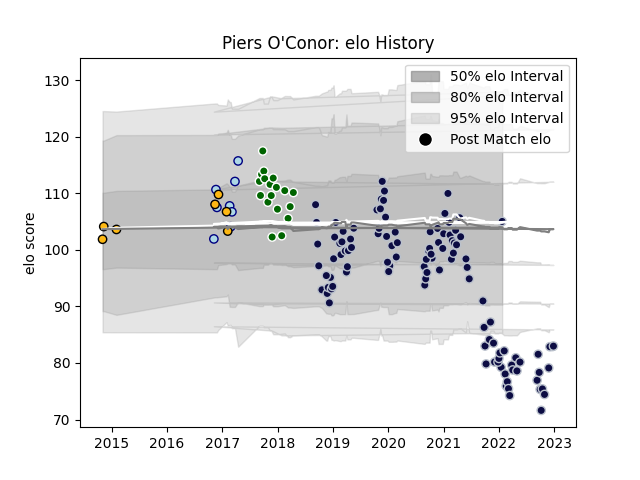 Piers O'Conor: elo History
50% elo Interval
80% elo Interval
95% elo Interval
Post Match elo
elo score
130
120
110
100
90
80
70
2015 2016 2017 2018 2019 2020 2021 2022 2023